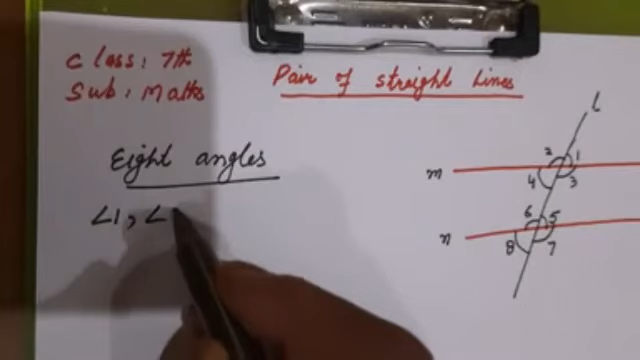 Class: 7th
Sub: Maths
Pair of straight Lines
Eight angles
∠1, ∠
l
2 1
m
4 3
6 5
n
8 7